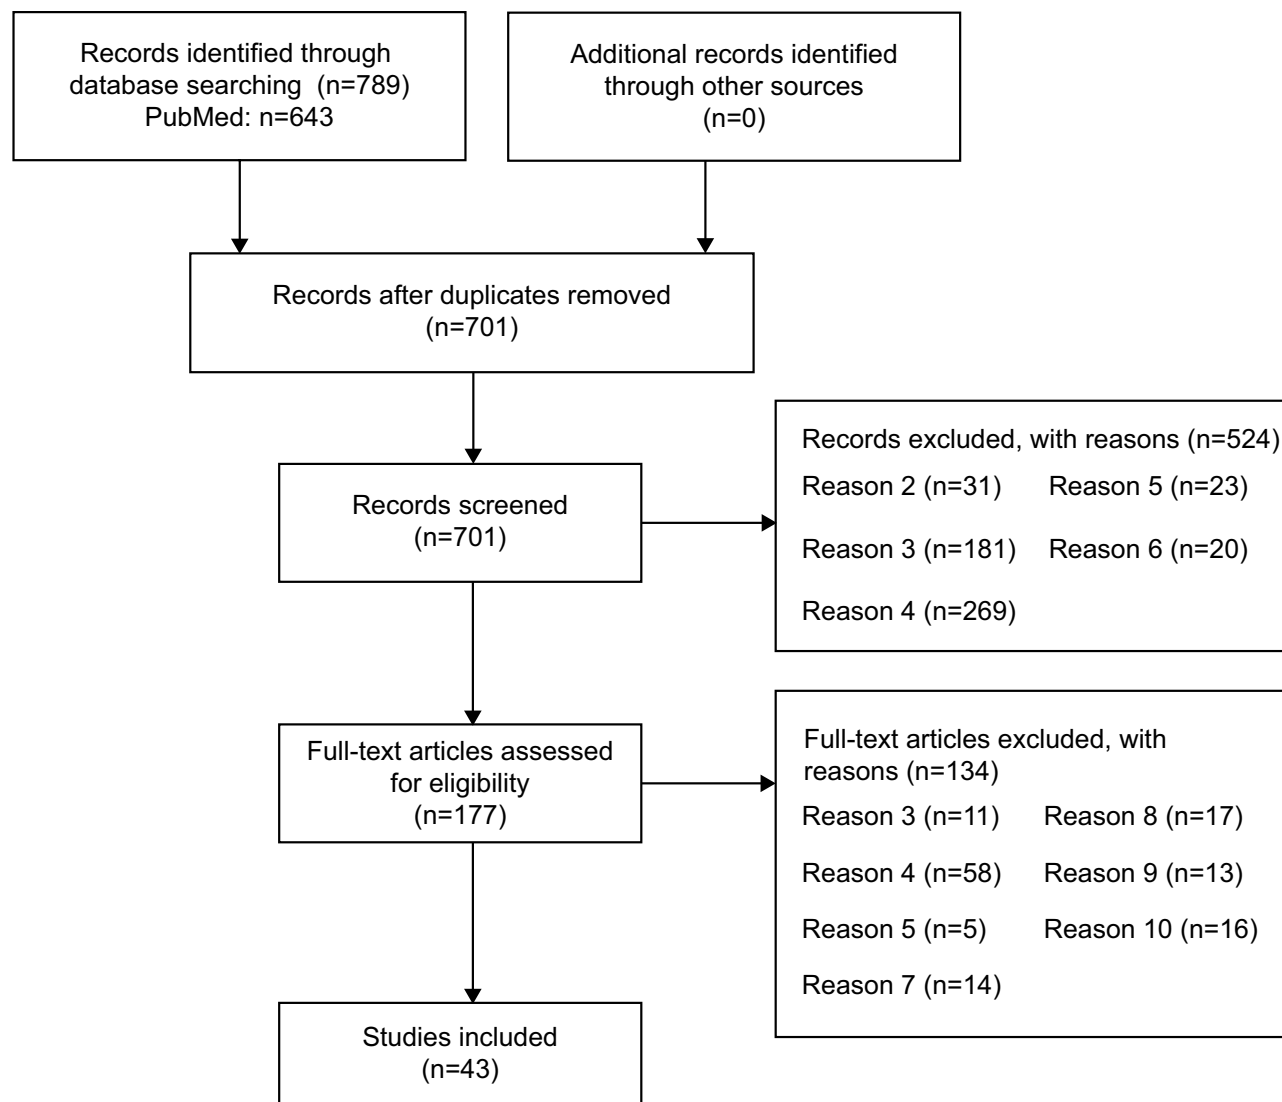 Records identified through
database searching (n=789)
PubMed: n=643
Additional records identified
through other sources
(n=0)
Records after duplicates removed
(n=701)
Records screened
(n=701)
Records excluded, with reasons (n=524)
Reason 2 (n=31) Reason 5 (n=23)
Reason 3 (n=181) Reason 6 (n=20)
Reason 4 (n=269)
Full-text articles assessed
for eligibility
(n=177)
Full-text articles excluded, with
reasons (n=134)
Reason 3 (n=11) Reason 8 (n=17)
Reason 4 (n=58) Reason 9 (n=13)
Reason 5 (n=5) Reason 10 (n=16)
Reason 7 (n=14)
Studies included
(n=43)